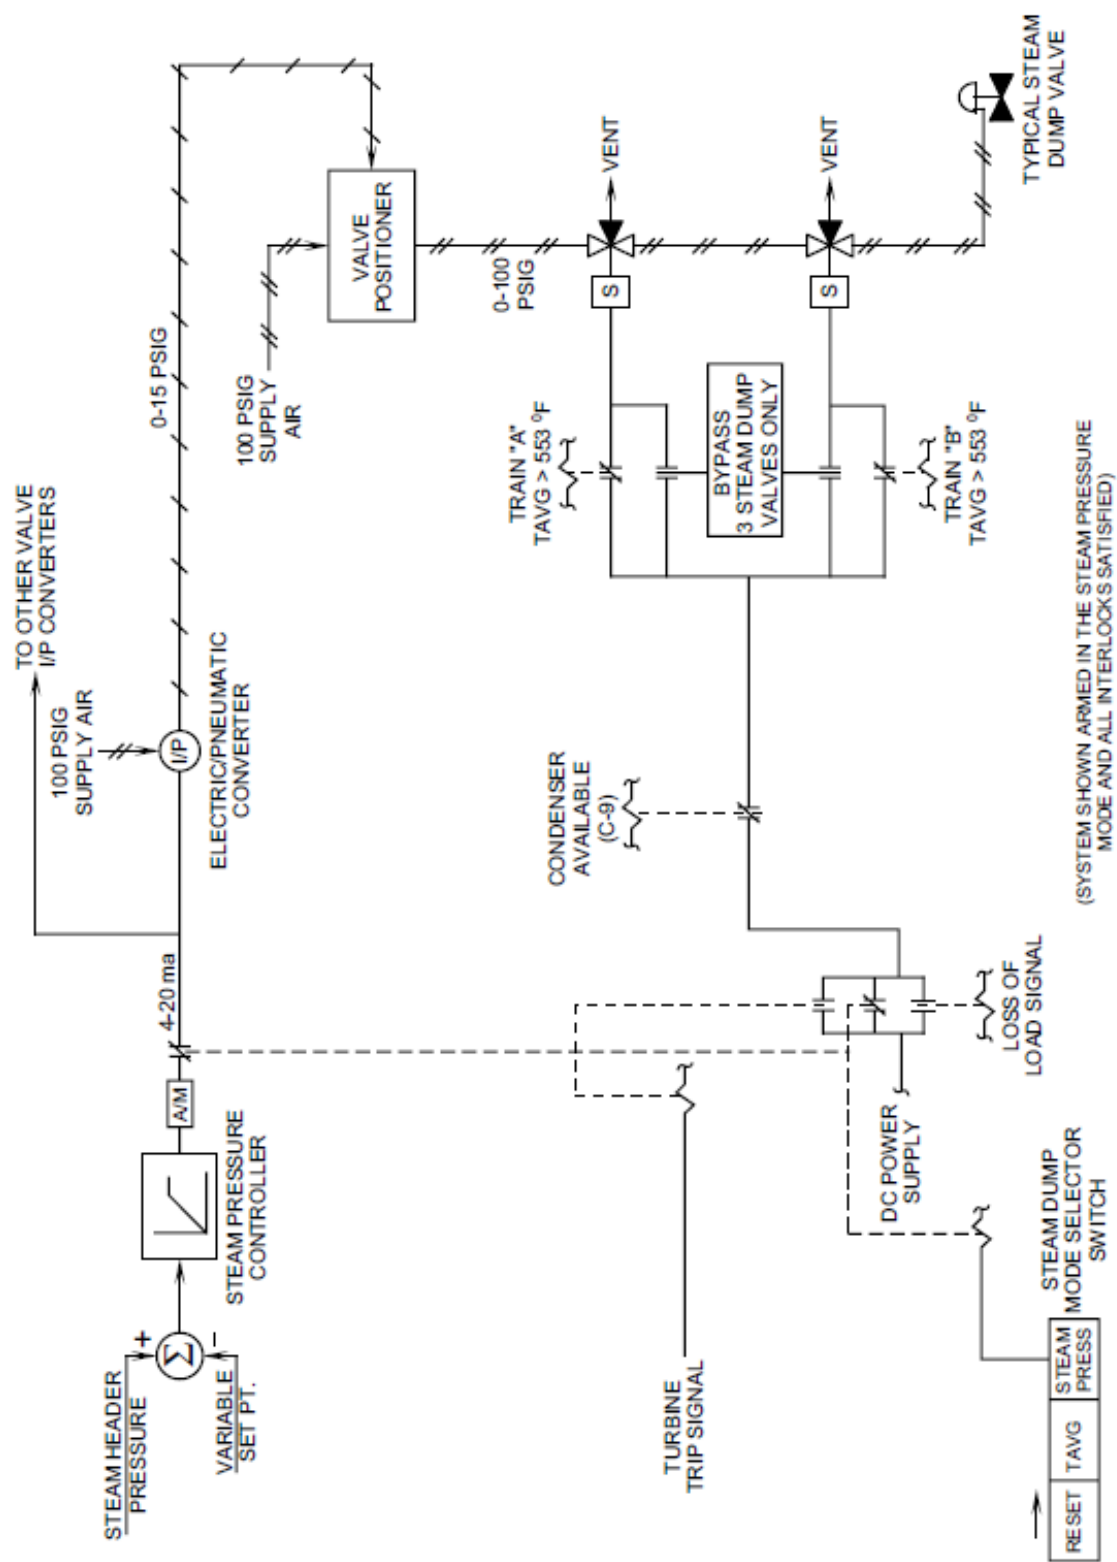 STEAM HEADER
PRESSURE
+
Σ
-
VARIABLE
SET PT.
STEAM PRESSURE
CONTROLLER
A/M
4-20 ma
TO OTHER VALVE
I/P CONVERTERS
100 PSIG
SUPPLY AIR
I/P
ELECTRIC/PNEUMATIC
CONVERTER
0-15 PSIG
100 PSIG
SUPPLY
AIR
VALVE
POSITIONER
0-100
PSIG
S
VENT
S
VENT
TYPICAL STEAM
DUMP VALVE
TRAIN "A"
TAVG > 553 ⁰F
BYPASS
3 STEAM DUMP
VALVES ONLY
TRAIN "B"
TAVG > 553 ⁰F
CONDENSER
AVAILABLE
(C-9)
TURBINE
TRIP SIGNAL
DC POWER
SUPPLY
LOSS OF
LOAD SIGNAL
STEAM DUMP
MODE SELECTOR
SWITCH
RESET
TAVG
STEAM
PRESS
(SYSTEM SHOWN ARMED IN THE STEAM PRESSURE
MODE AND ALL INTERLOCKS SATISFIED)